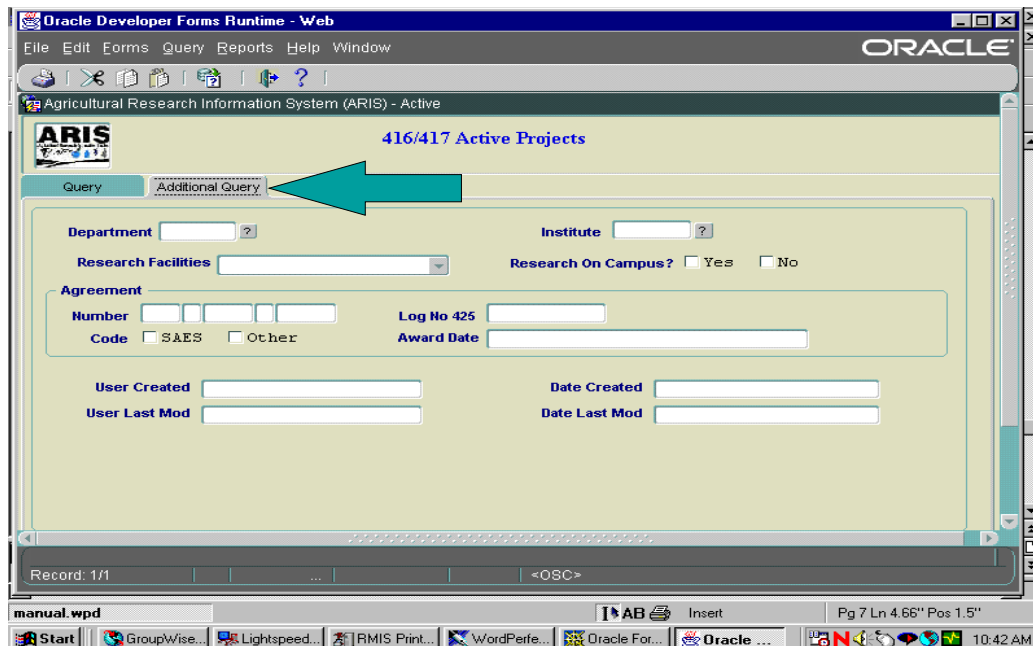 Oracle Developer Forms Runtime - Web
File Edit Forms Query Reports Help Window ORACLE
Agricultural Research Information System (ARIS) - Active
ARIS
416/417 Active Projects
Query Additional Query
Department ? Institute ?
Research Facilities Research On Campus? Yes No
Agreement
Number Log No 425
Code SAES Other Award Date
User Created Date Created
User Last Mod Date Last Mod
Record: 1/1 ... <OSC>
manual.wpd AB Insert Pg 7 Ln 4.66" Pos 1.5"
Start GroupWise... Lightspeed... RMIS Print... WordPerfe... Oracle For... Oracle ... 10:42 AM